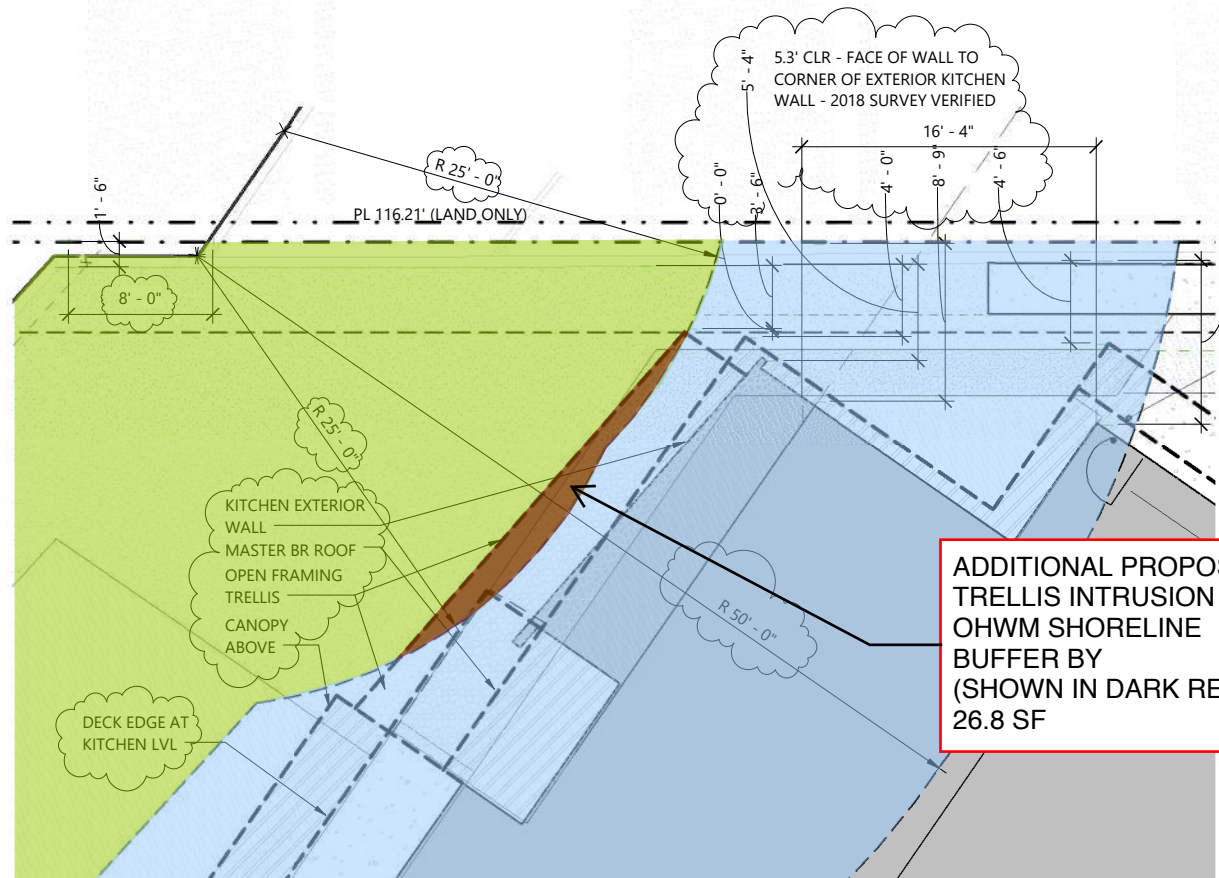 5.3' CLR - FACE OF WALL TO
CORNER OF EXTERIOR KITCHEN
WALL - 2018 SURVEY VERIFIED
5' - 4"
16' - 4"
R 25' - 0"
PL 116.21' (LAND ONLY)
1' - 6"
0' - 0"
3' - 6"
4' - 0"
8' - 9"
4' - 6"
8' - 0"
R 25' - 0"
KITCHEN EXTERIOR
WALL
MASTER BR ROOF
OPEN FRAMING
TRELLIS
CANOPY
ABOVE
R 50' - 0"
DECK EDGE AT
KITCHEN LVL
ADDITIONAL PROPOS
TRELLIS INTRUSION
OHWM SHORELINE
BUFFER BY
(SHOWN IN DARK RE
26.8 SF